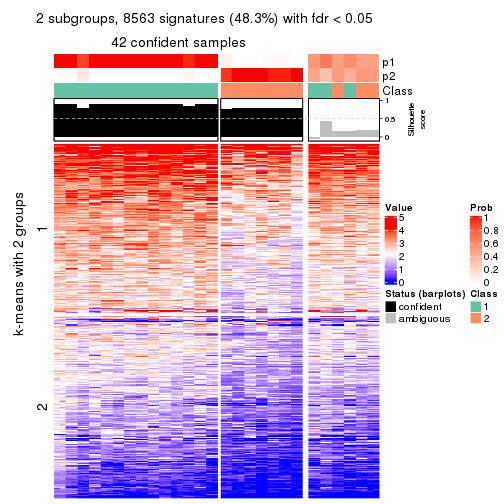 2 subgroups, 8563 signatures (48.3%) with fdr < 0.05
42 confident samples
p1
p2
Class
1
0.5
0
Silhouette
score
k-means with 2 groups
1
2
Value
5
4
3
2
1
0
Prob
1
0.8
0.6
0.4
0.2
0
Status (barplots)
confident
ambiguous
Class
1
2